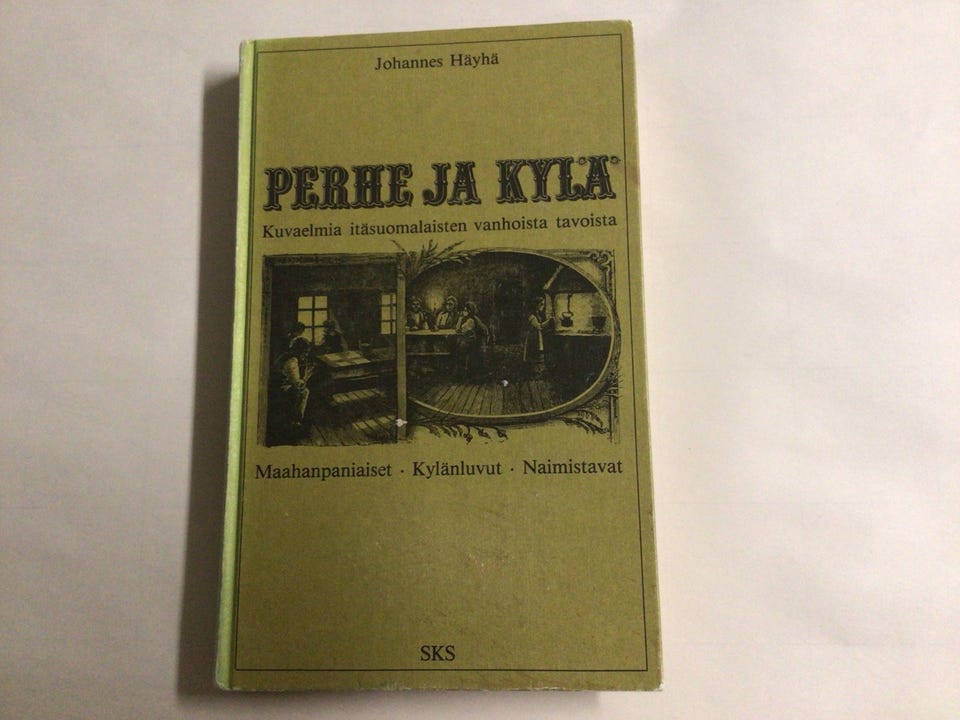 Johannes Häyhä
PERHE JA KYLÄ
Kuvaelmia itäsuomalaisten vanhoista tavoista
Maahanpaniaiset · Kylänluvut · Naimistavat
SKS